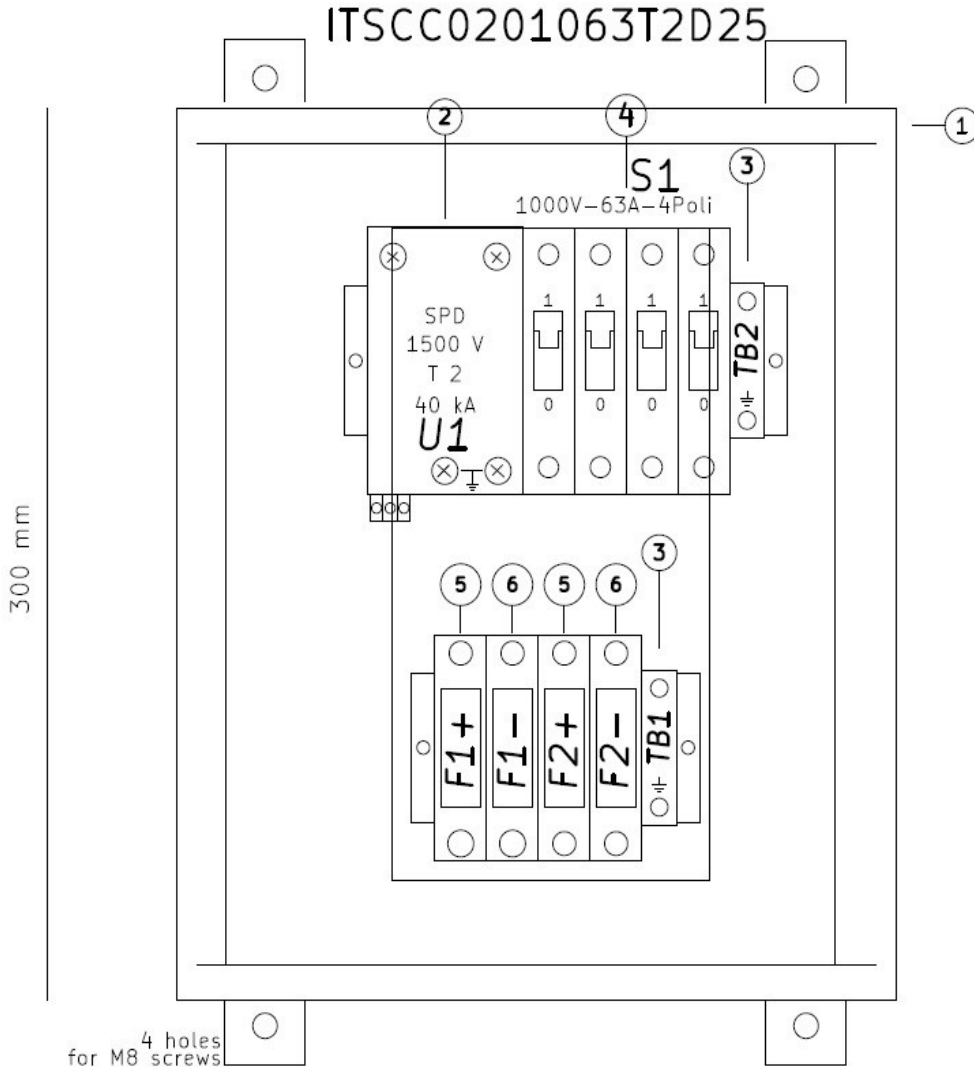 ITSCC0201063T2D25
2
4
1
3
S1
1000V-63A-4Poli
SPD
1500 V
T 2
40 kA
U1
1 1 1 1
0 0 0 0
TB2
300 mm
3
5 6 5 6
F1+
F1-
F2+
F2-
TB1
4 holes
for M8 screws